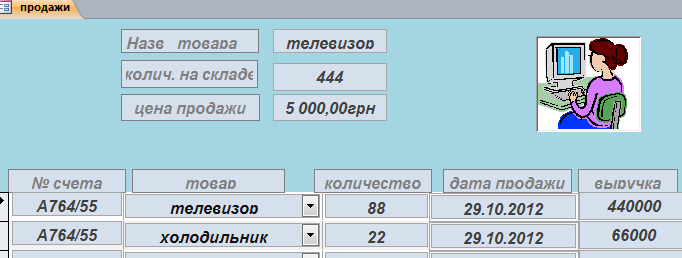 продажи
Назв товара телевизор
колич. на складе 444
цена продажи 5 000,00грн
№ счета товар количество дата продажи выручка
А764/55 телевизор 88 29.10.2012 440000
А764/55 холодильник 22 29.10.2012 66000